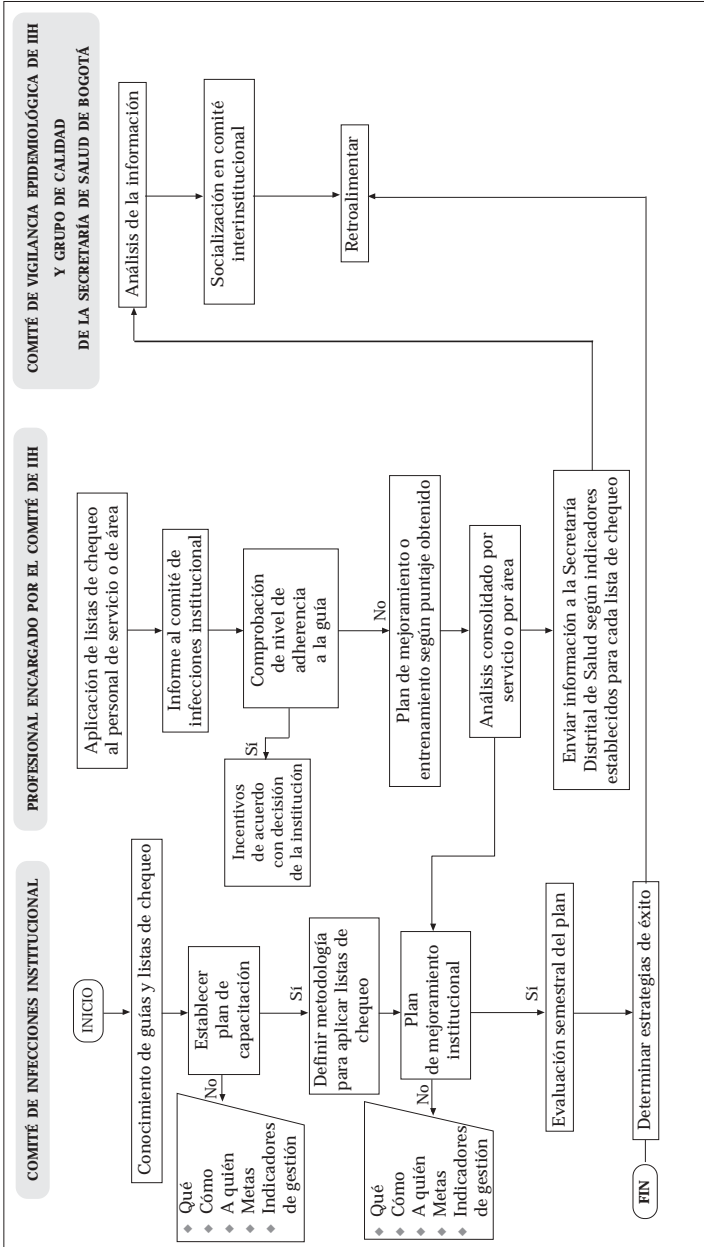 COMITÉ DE INFECCIONES INSTITUCIONAL
INICIO
Conocimiento de guías y listas de chequeo
Establecer
plan de
capacitación
No
◆ Qué
◆ Cómo
◆ A quién
◆ Metas
◆ Indicadores
de gestión
Sí
Definir metodología
para aplicar listas de
chequeo
Plan
de mejoramiento
institucional
No
◆ Qué
◆ Cómo
◆ A quién
◆ Metas
◆ Indicadores
de gestión
Sí
Evaluación semestral del plan
Determinar estrategias de éxito
FIN
PROFESIONAL ENCARGADO POR EL COMITÉ DE IIH
Aplicación de listas de chequeo
al personal de servicio o de área
Informe al comité de
infecciones institucional
Comprobación
de nivel de
adherencia
a la guía
Sí
Incentivos
de acuerdo
con decisión
de la institución
No
Plan de mejoramiento o
entrenamiento según puntaje obtenido
Análisis consolidado por
servicio o por área
Enviar información a la Secretaría
Distrital de Salud según indicadores
establecidos para cada lista de chequeo
COMITÉ DE VIGILANCIA EPIDEMIOLÓGICA DE IIH
Y GRUPO DE CALIDAD
DE LA SECRETARÍA DE SALUD DE BOGOTÁ
Análisis de la información
Socialización en comité
interinstitucional
Retroalimentar